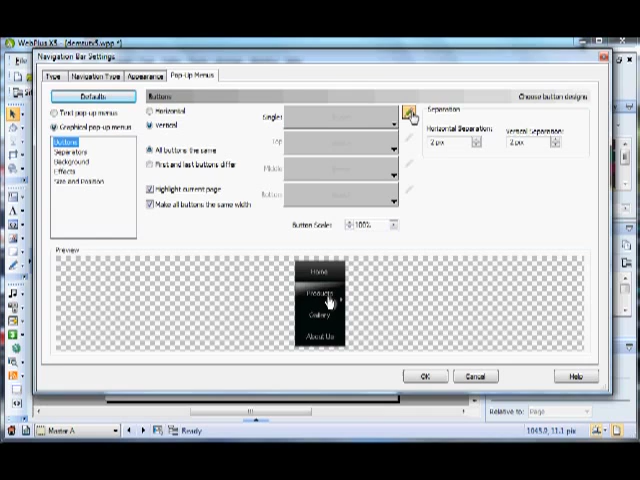 WebPlus X5 - [demtutx5.wpp *]
Navigation Bar Settings
Type
Navigation Type
Appearance
Pop-Up Menus
Defaults
Buttons
Choose button designs
Text pop-up menus
Graphical pop-up menus
Buttons
Separators
Background
Effects
Size and Position
Horizontal
Vertical
All buttons the same
First and last buttons differ
Highlight current page
Make all buttons the same width
Single:
Top
Middle
Bottom
Button Scale:
100%
Separation
Horizontal Separation:
Vertical Separation:
2 pix
2 pix
Preview
Home
Products
Gallery
About Us
OK
Cancel
Help
Relative to:
Page
Master A
Ready